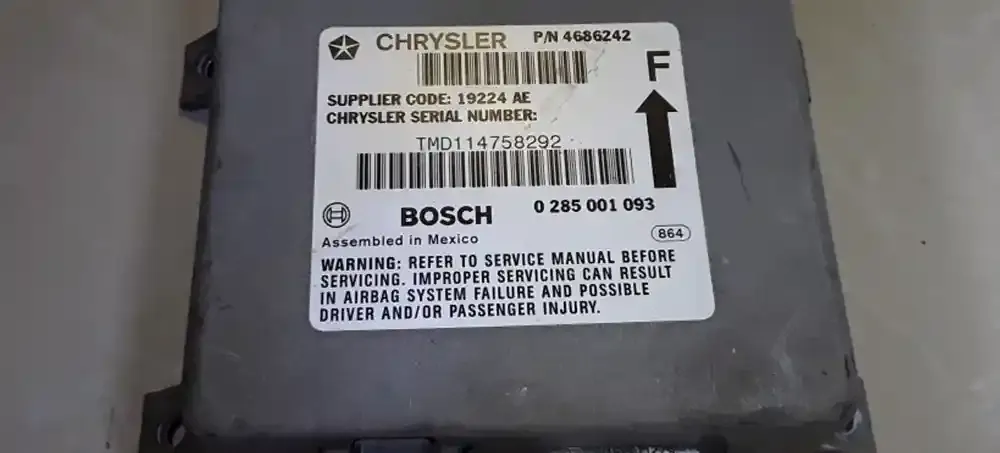 CHRYSLER P/N 4686242
F
SUPPLIER CODE: 19224 AE
CHRYSLER SERIAL NUMBER:
TMD114758292
BOSCH 0 285 001 093
Assembled in Mexico 864
WARNING: REFER TO SERVICE MANUAL BEFORE
SERVICING. IMPROPER SERVICING CAN RESULT
IN AIRBAG SYSTEM FAILURE AND POSSIBLE
DRIVER AND/OR PASSENGER INJURY.